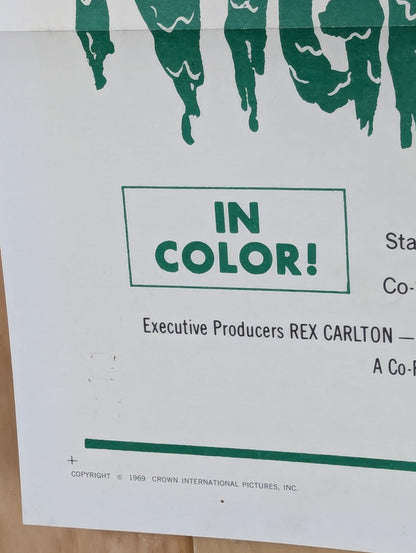 IN
COLOR!
Sta
Co-
Executive Producers REX CARLTON —
A Co-
COPYRIGHT © 1969 CROWN INTERNATIONAL PICTURES, INC.